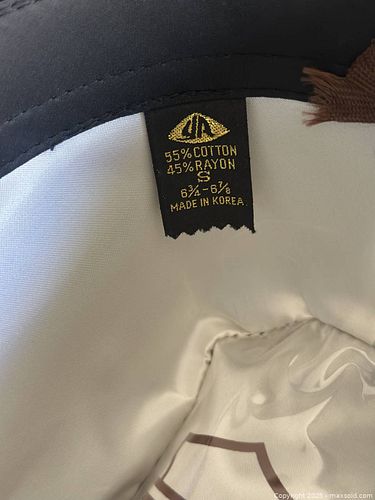 55% COTTON
45% RAYON
S
6¾-6⅞
MADE IN KOREA
Copyright 2025 - maxsold.com